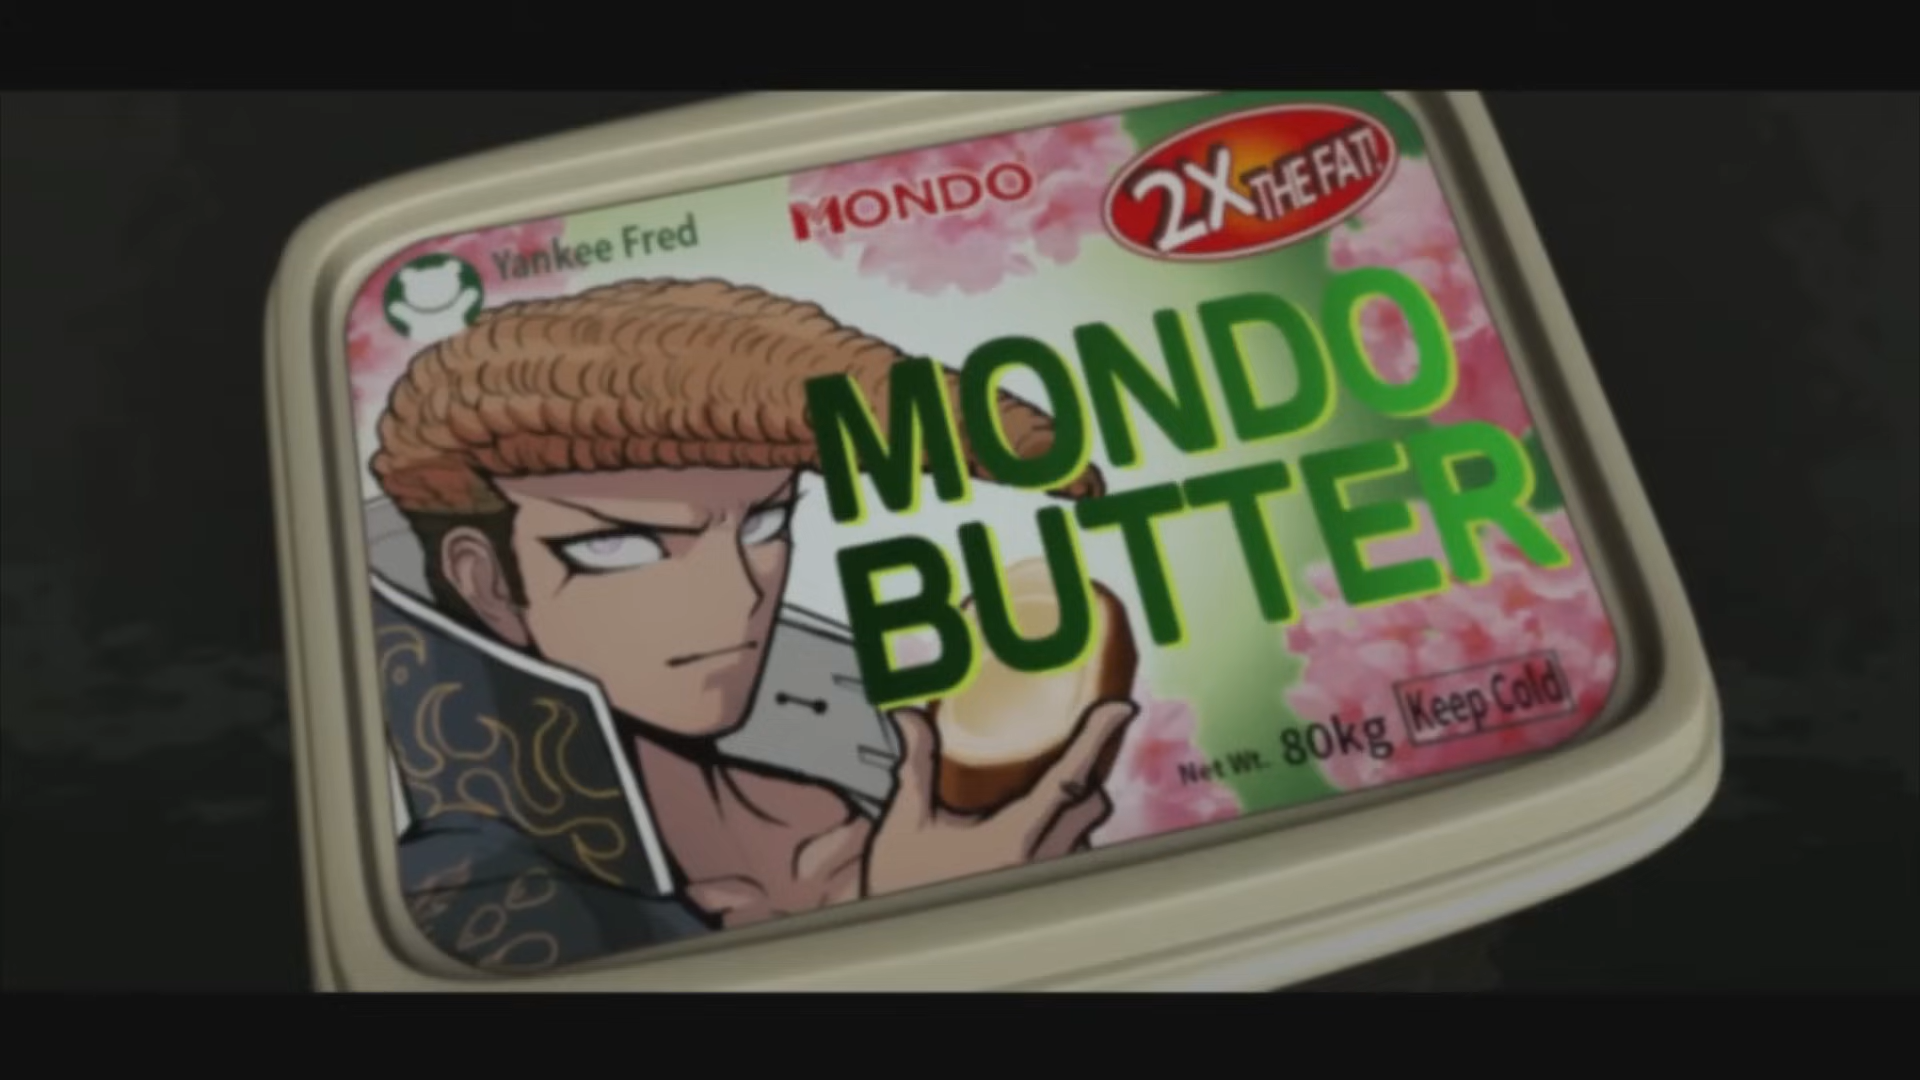 Yankee Fred
MONDO
2X THE FAT!
MONDO
BUTTER
Net Wt. 80kg
Keep Cold